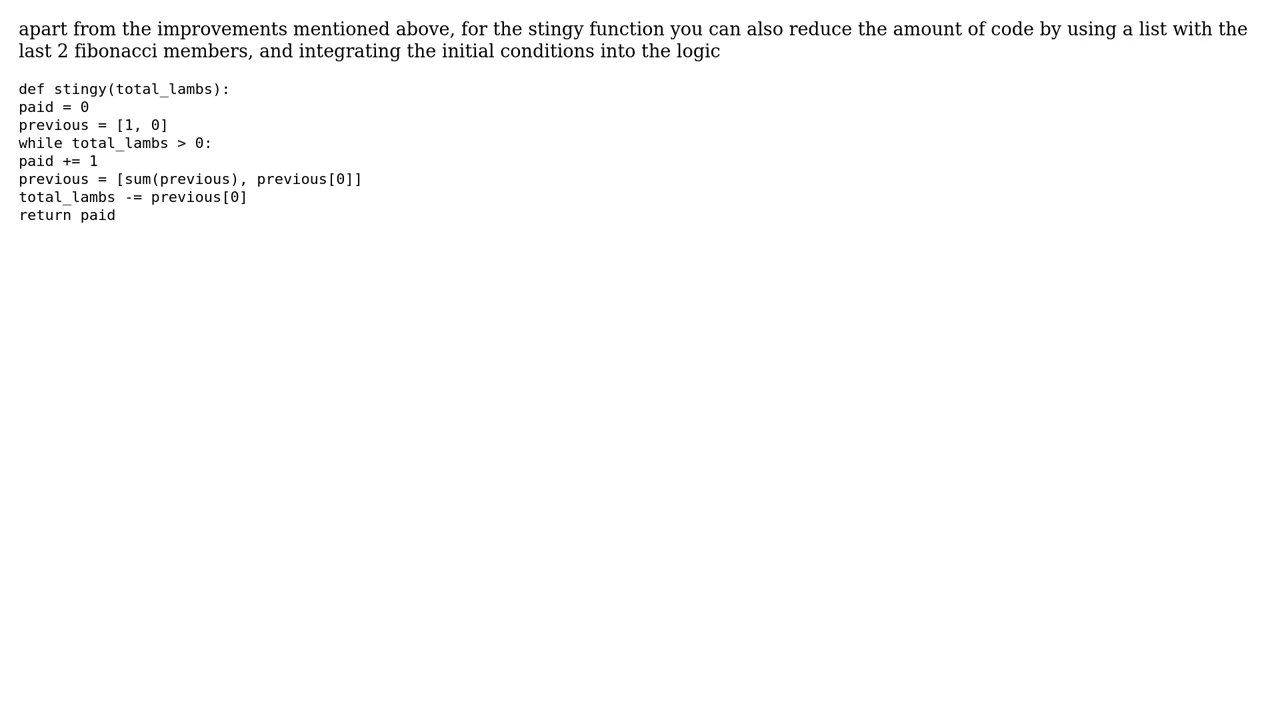 apart from the improvements mentioned above, for the stingy function you can also reduce the amount of code by using a list with the
last 2 fibonacci members, and integrating the initial conditions into the logic
def stingy(total_lambs):
paid = 0
previous = [1, 0]
while total_lambs > 0:
paid += 1
previous = [sum(previous), previous[0]]
total_lambs -= previous[0]
return paid